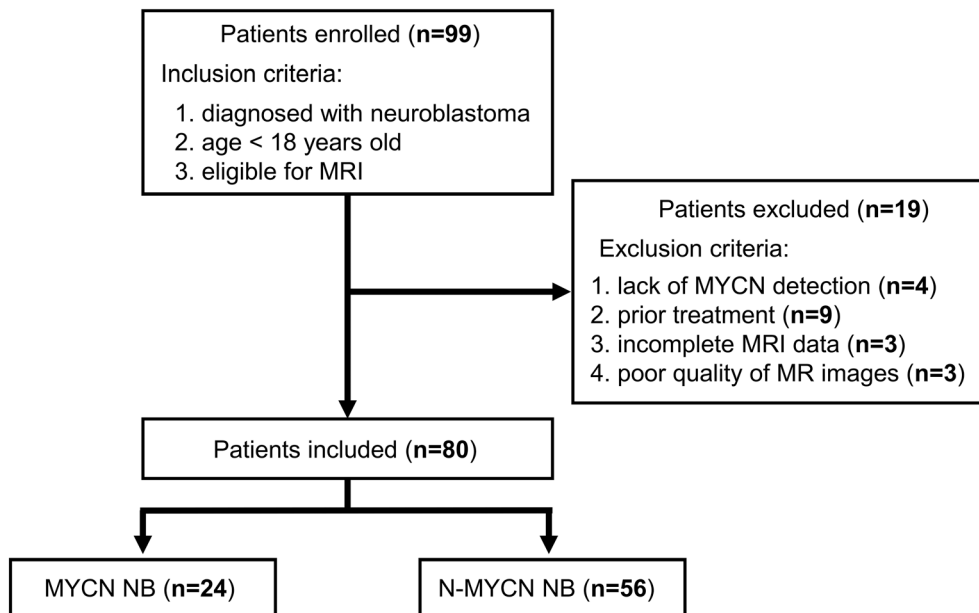 Patients enrolled (n=99)
Inclusion criteria:
1. diagnosed with neuroblastoma
2. age < 18 years old
3. eligible for MRI
Patients excluded (n=19)
Exclusion criteria:
1. lack of MYCN detection (n=4)
2. prior treatment (n=9)
3. incomplete MRI data (n=3)
4. poor quality of MR images (n=3)
Patients included (n=80)
MYCN NB (n=24)
N-MYCN NB (n=56)